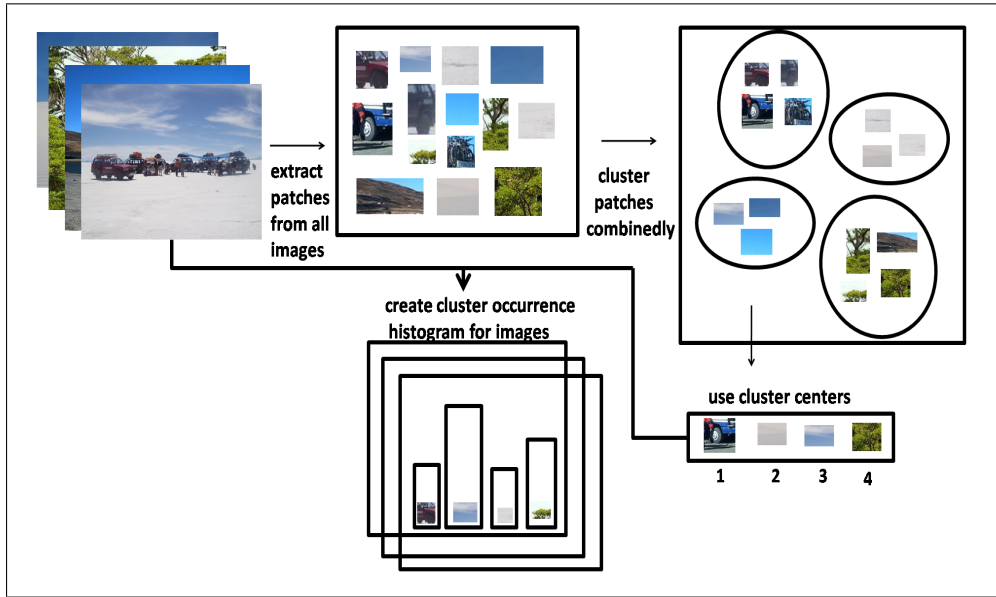 extract
patches
from all
images
cluster
patches
combinedly
create cluster occurrence
histogram for images
use cluster centers
1 2 3 4